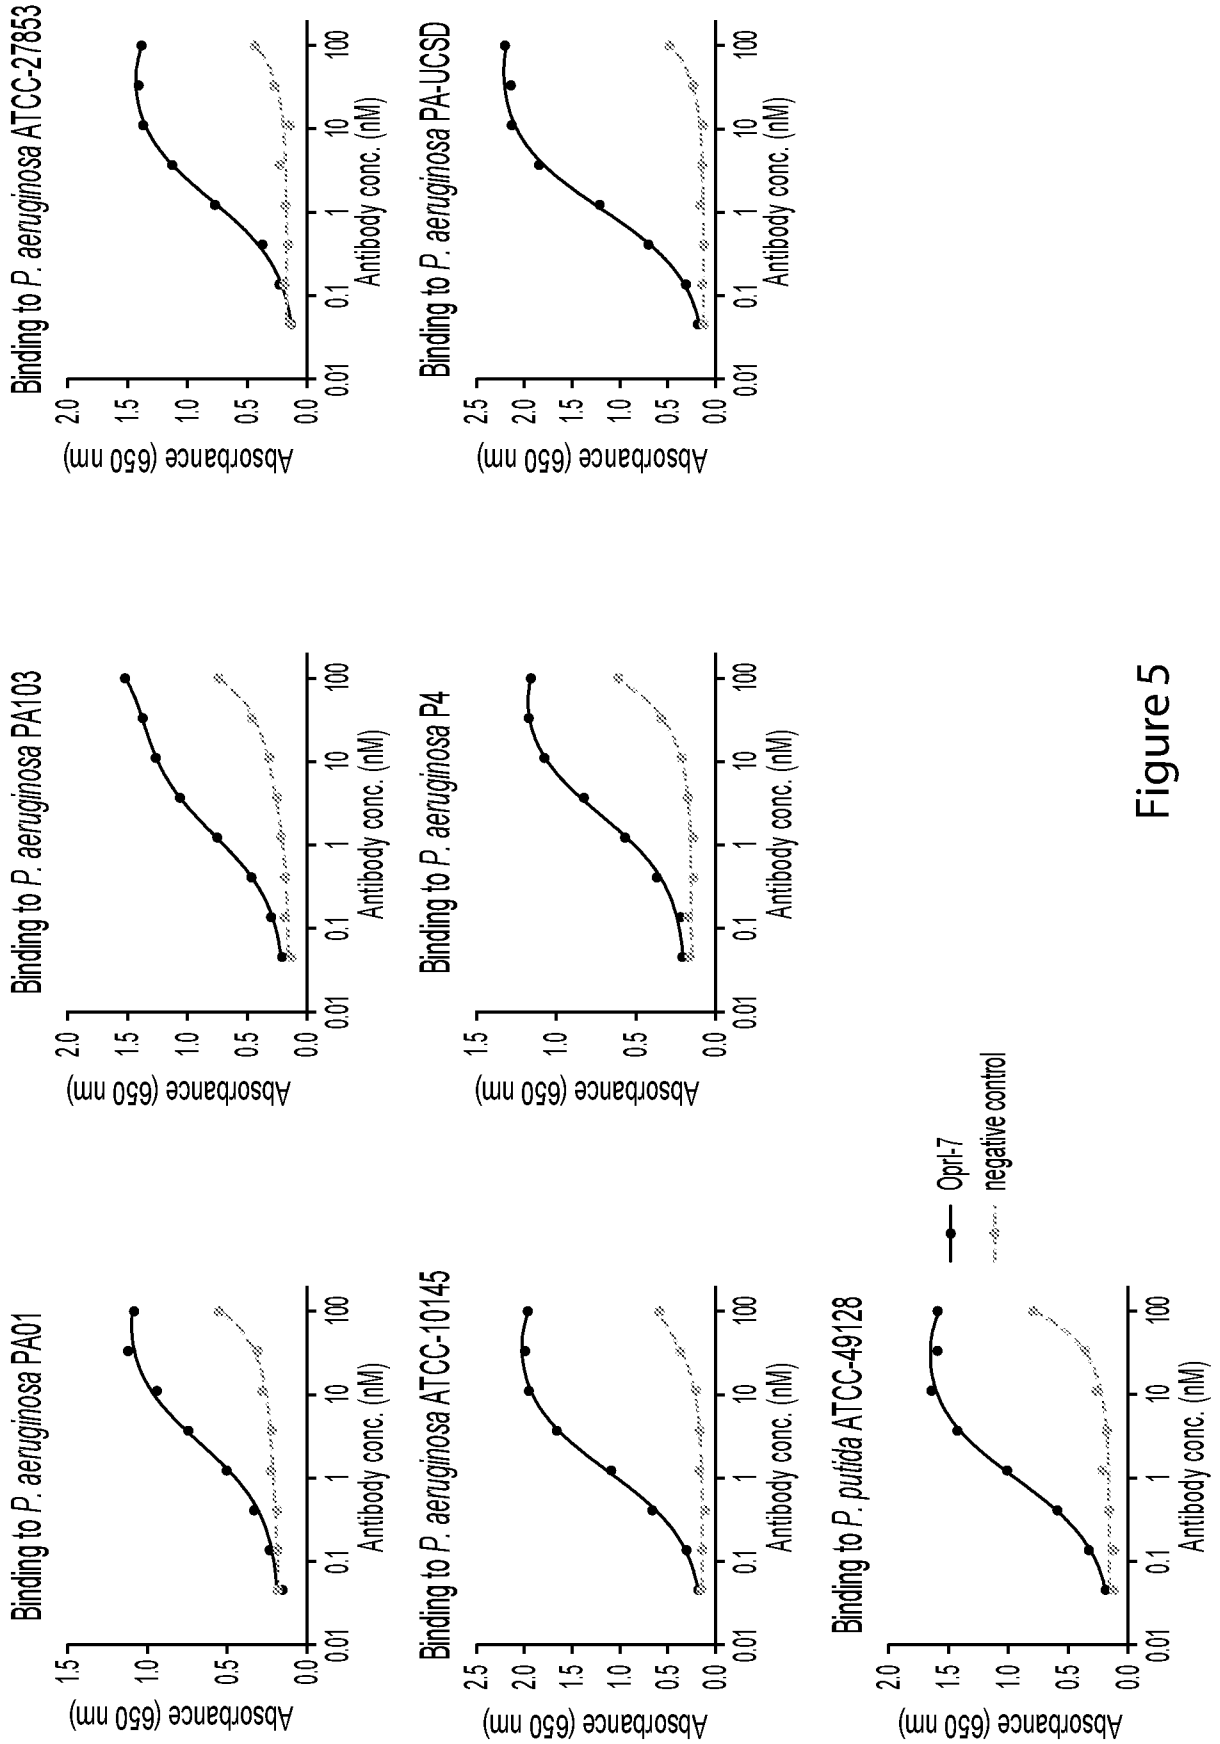 Binding to P. aeruginosa PA01
Absorbance (650 nm)
1.5
1.0
0.5
0.0
0.01
0.1
1
10
100
Antibody conc. (nM)
Binding to P. aeruginosa PA103
Absorbance (650 nm)
2.0
1.5
1.0
0.5
0.0
0.01
0.1
1
10
100
Antibody conc. (nM)
Binding to P. aeruginosa ATCC-27853
Absorbance (650 nm)
2.0
1.5
1.0
0.5
0.0
0.01
0.1
1
10
100
Antibody conc. (nM)
Binding to P. aeruginosa ATCC-10145
Absorbance (650 nm)
2.5
2.0
1.5
1.0
0.5
0.0
0.01
0.1
1
10
100
Antibody conc. (nM)
Binding to P. aeruginosa P4
Absorbance (650 nm)
1.5
1.0
0.5
0.0
0.01
0.1
1
10
100
Antibody conc. (nM)
Binding to P. aeruginosa PA-UCSD
Absorbance (650 nm)
2.5
2.0
1.5
1.0
0.5
0.0
0.01
0.1
1
10
100
Antibody conc. (nM)
Binding to P. putida ATCC-49128
Absorbance (650 nm)
2.0
1.5
1.0
0.5
0.0
0.01
0.1
1
10
100
Antibody conc. (nM)
OprI-7
negative control
Figure 5